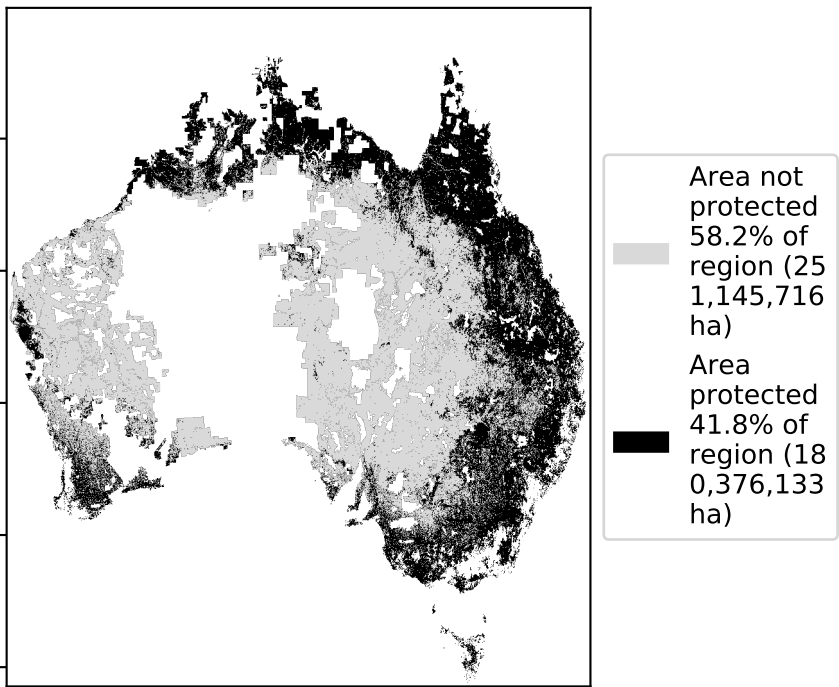 Area not
protected
58.2% of
region (25
1,145,716
ha)
Area
protected
41.8% of
region (18
0,376,133
ha)